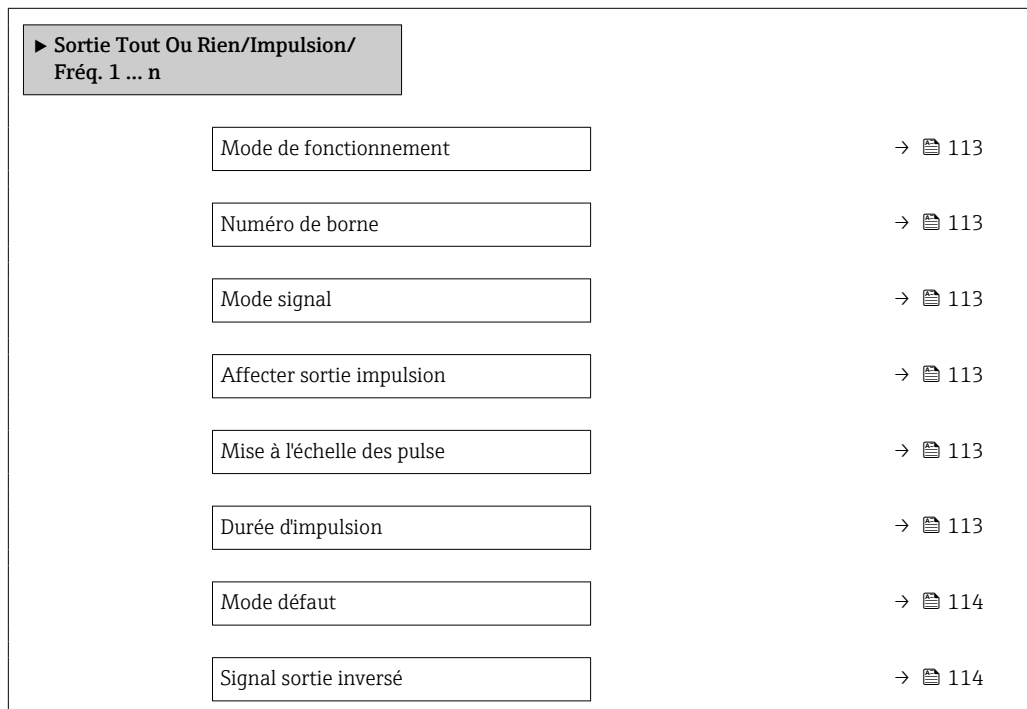 ▶ Sortie Tout Ou Rien/Impulsion/
Fréq. 1 … n
Mode de fonctionnement → 113
Numéro de borne → 113
Mode signal → 113
Affecter sortie impulsion → 113
Mise à l'échelle des pulse → 113
Durée d'impulsion → 113
Mode défaut → 114
Signal sortie inversé → 114